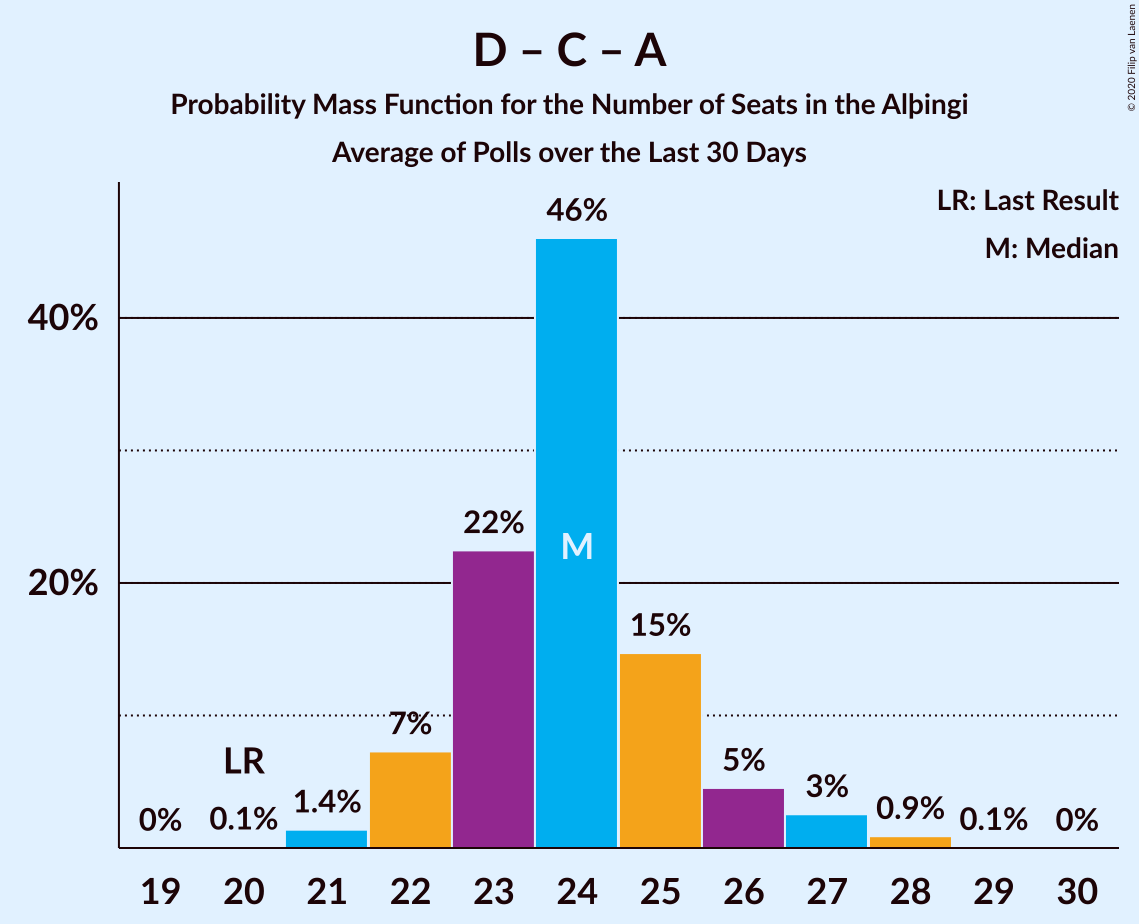 D – C – A
Probability Mass Function for the Number of Seats in the Alþingi
Average of Polls over the Last 30 Days
© 2020 Filip van Laenen
LR: Last Result
M: Median
46%
40%
22%
M
20%
15%
7%
LR
5%
3%
0% 0.1% 1.4% 0.9% 0.1% 0%
19 20 21 22 23 24 25 26 27 28 29 30